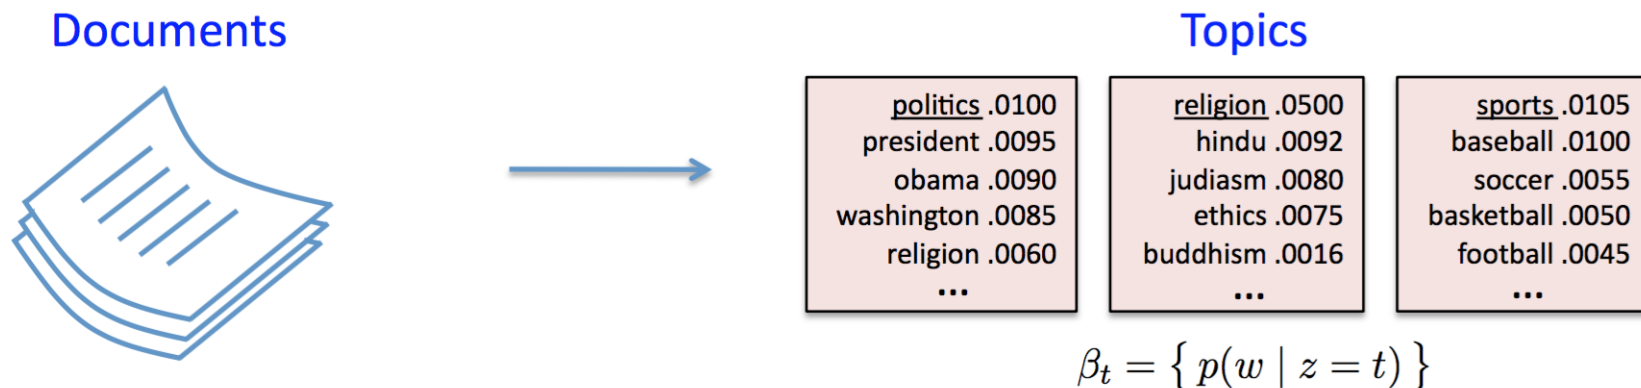 Documents
Topics
politics .0100
president .0095
obama .0090
washington .0085
religion .0060
...
religion .0500
hindu .0092
judiasm .0080
ethics .0075
buddhism .0016
...
sports .0105
baseball .0100
soccer .0055
basketball .0050
football .0045
...
β_t = { p(w | z = t) }